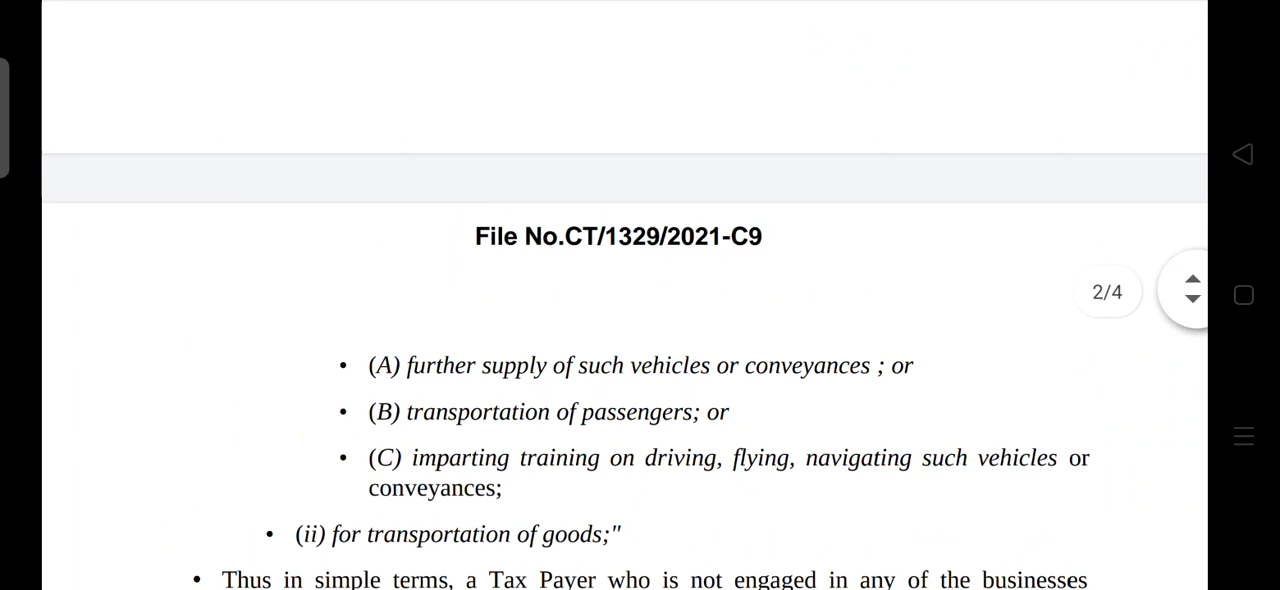 File No.CT/1329/2021-C9
2/4
• (A) further supply of such vehicles or conveyances ; or
• (B) transportation of passengers; or
• (C) imparting training on driving, flying, navigating such vehicles or
conveyances;
• (ii) for transportation of goods;"
• Thus in simple terms, a Tax Payer who is not engaged in any of the businesses